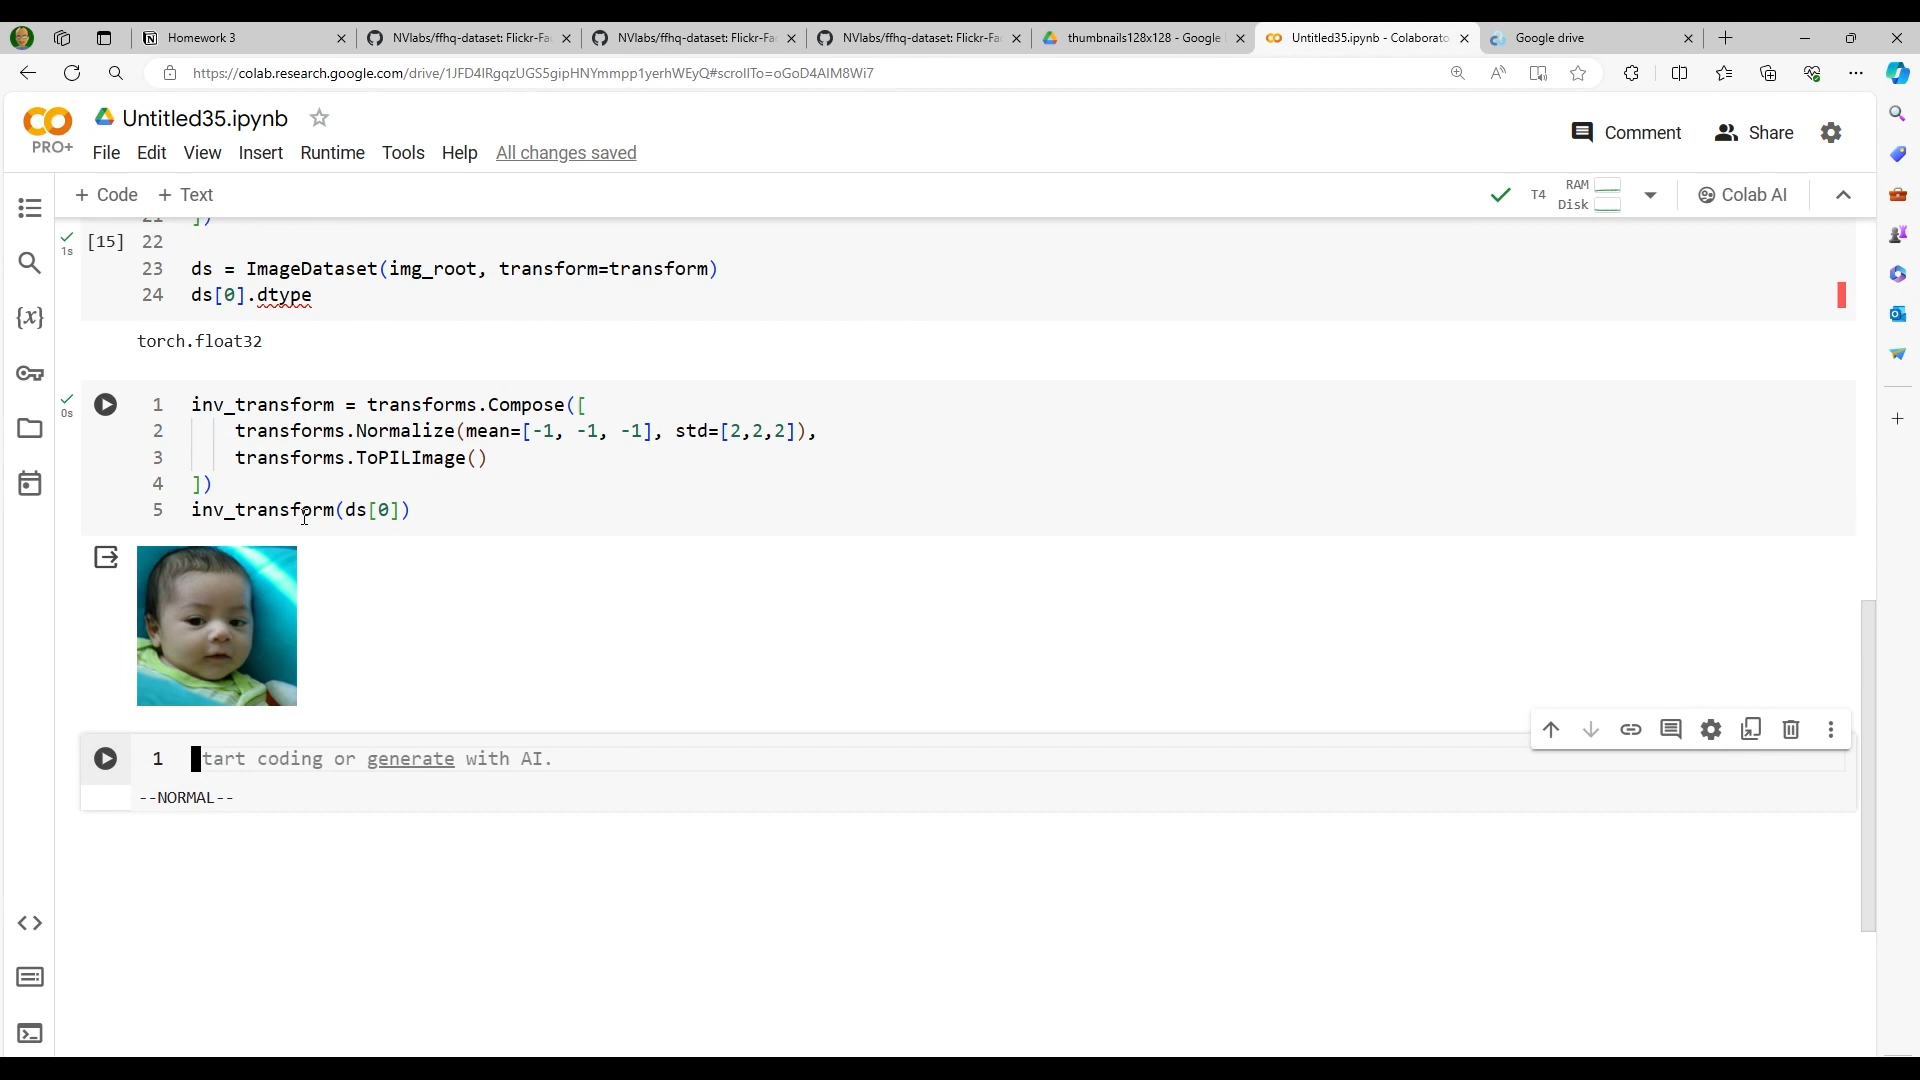 Homework 3
NVlabs/ffhq-dataset: Flickr-Fa
NVlabs/ffhq-dataset: Flickr-Fac
NVlabs/ffhq-dataset: Flickr-Fa
thumbnails128x128 - Google
Untitled35.ipynb - Colaborato
Google drive
https://colab.research.google.com/drive/1JFD4lRgqzUGS5gipHNYmmpp1yerhWEyQ#scrollTo=oGoD4AIM8Wi7
PRO+
Untitled35.ipynb
Comment
Share
File Edit View Insert Runtime Tools Help All changes saved
+ Code + Text
T4
RAM
Disk
Colab AI
21 ])
1s
[15] 22
23 ds = ImageDataset(img_root, transform=transform)
24 ds[0].dtype
torch.float32
0s
1 inv_transform = transforms.Compose([
2 transforms.Normalize(mean=[-1, -1, -1], std=[2,2,2]),
3 transforms.ToPILImage()
4 ])
5 inv_transform(ds[0])
1 tart coding or generate with AI.
--NORMAL--